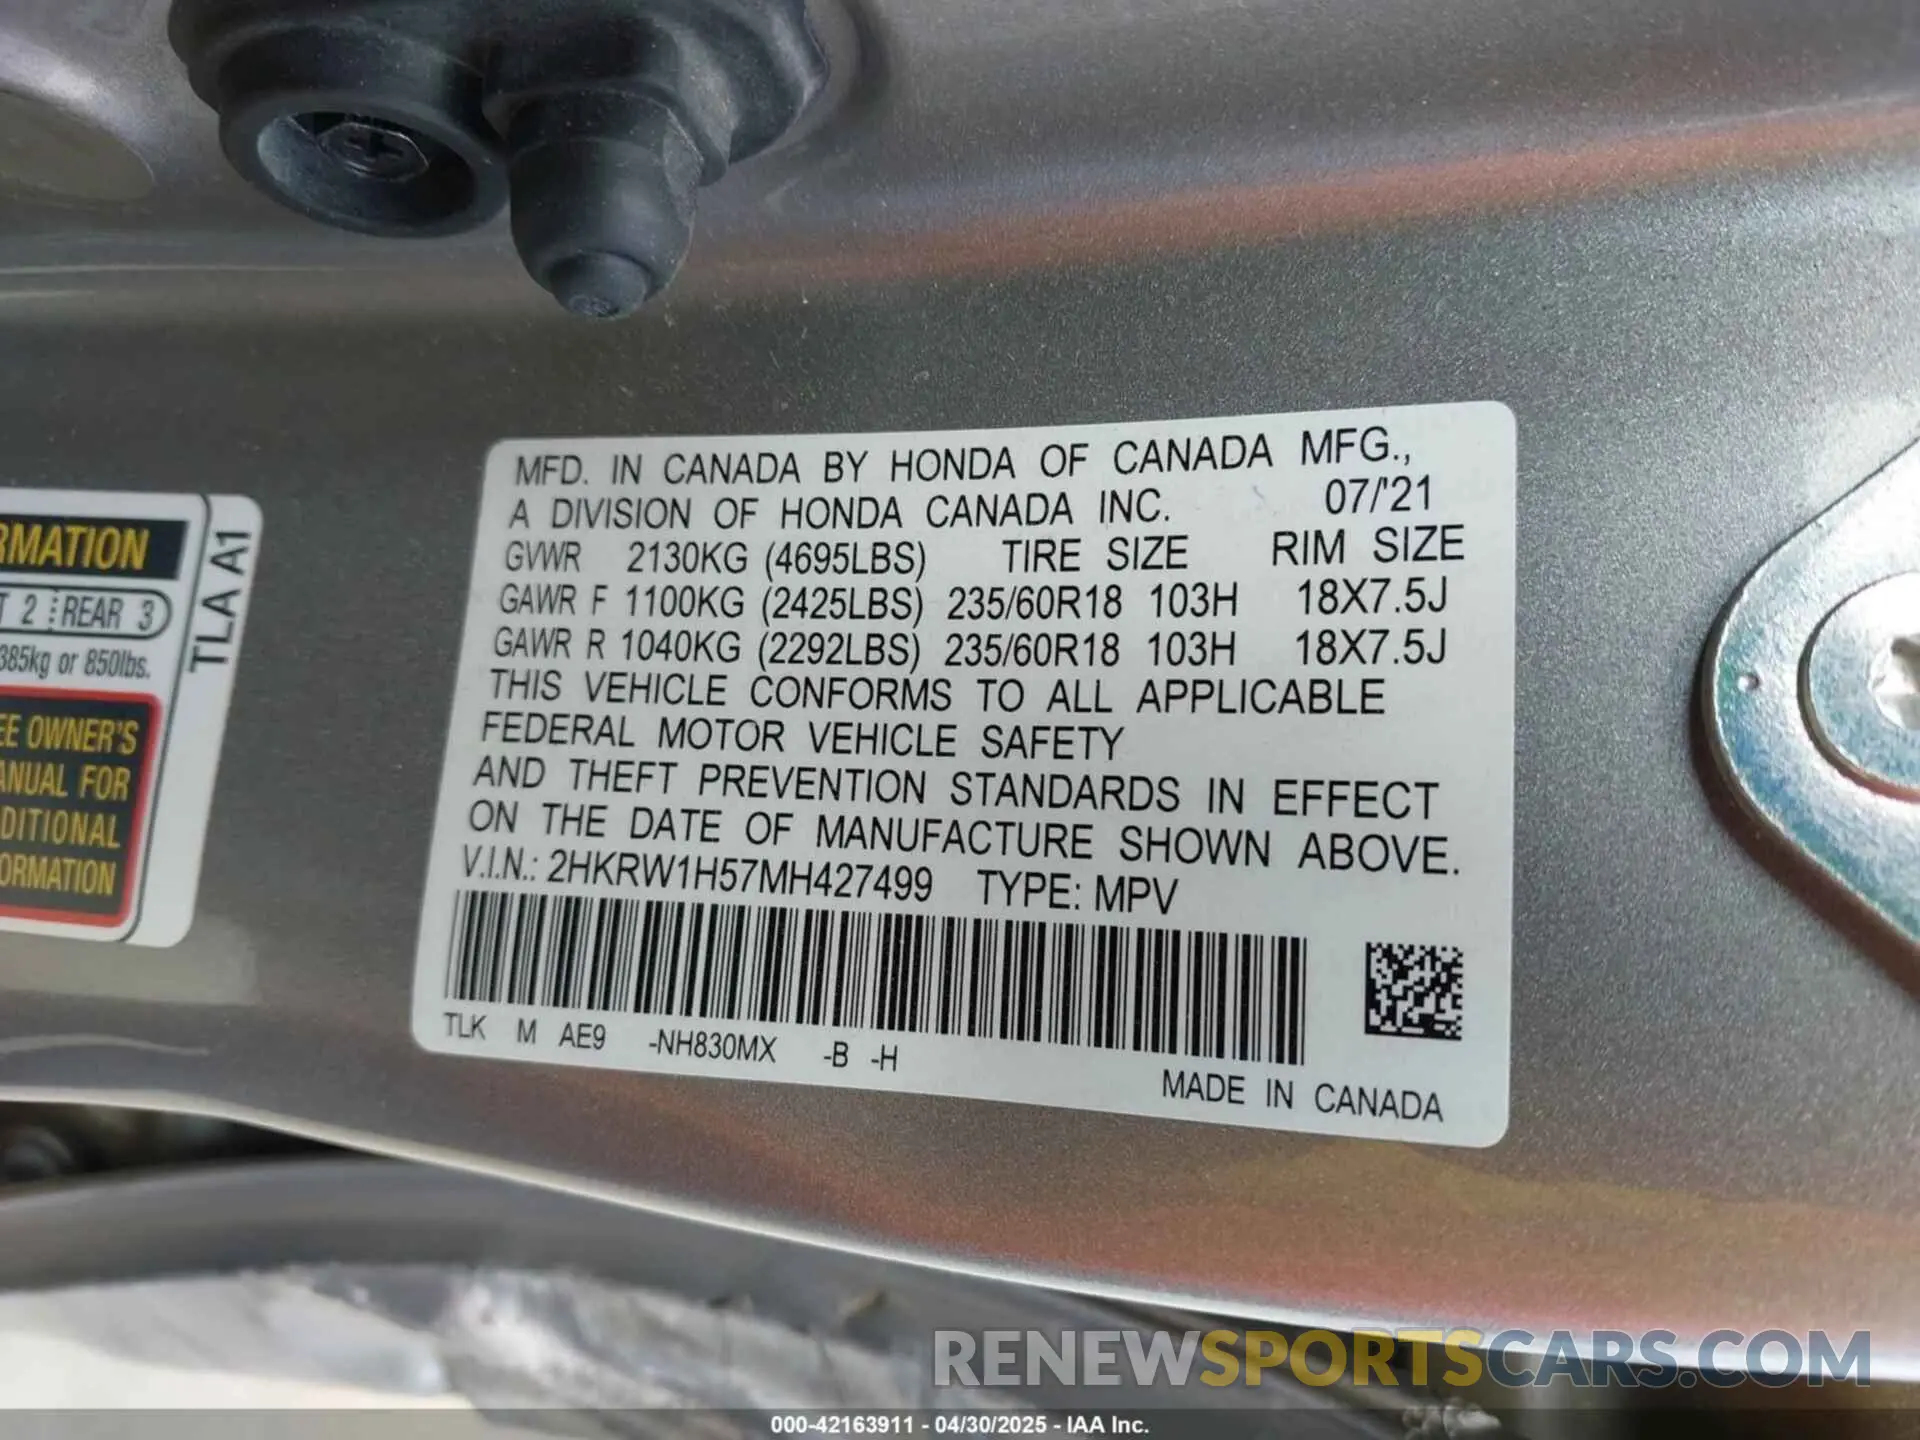 RMATION
T 2 REAR 3
385kg or 850lbs.
EE OWNER'S
ANUAL FOR
DITIONAL
ORMATION
TLA A1
MFD. IN CANADA BY HONDA OF CANADA MFG.,
A DIVISION OF HONDA CANADA INC. 07/'21
GVWR 2130KG (4695LBS) TIRE SIZE RIM SIZE
GAWR F 1100KG (2425LBS) 235/60R18 103H 18X7.5J
GAWR R 1040KG (2292LBS) 235/60R18 103H 18X7.5J
THIS VEHICLE CONFORMS TO ALL APPLICABLE
FEDERAL MOTOR VEHICLE SAFETY
AND THEFT PREVENTION STANDARDS IN EFFECT
ON THE DATE OF MANUFACTURE SHOWN ABOVE.
V.I.N.: 2HKRW1H57MH427499 TYPE: MPV
TLK M AE9 -NH830MX -B -H
MADE IN CANADA
RENEWSPORTSCARS.COM
000-42163911 - 04/30/2025 - IAA Inc.